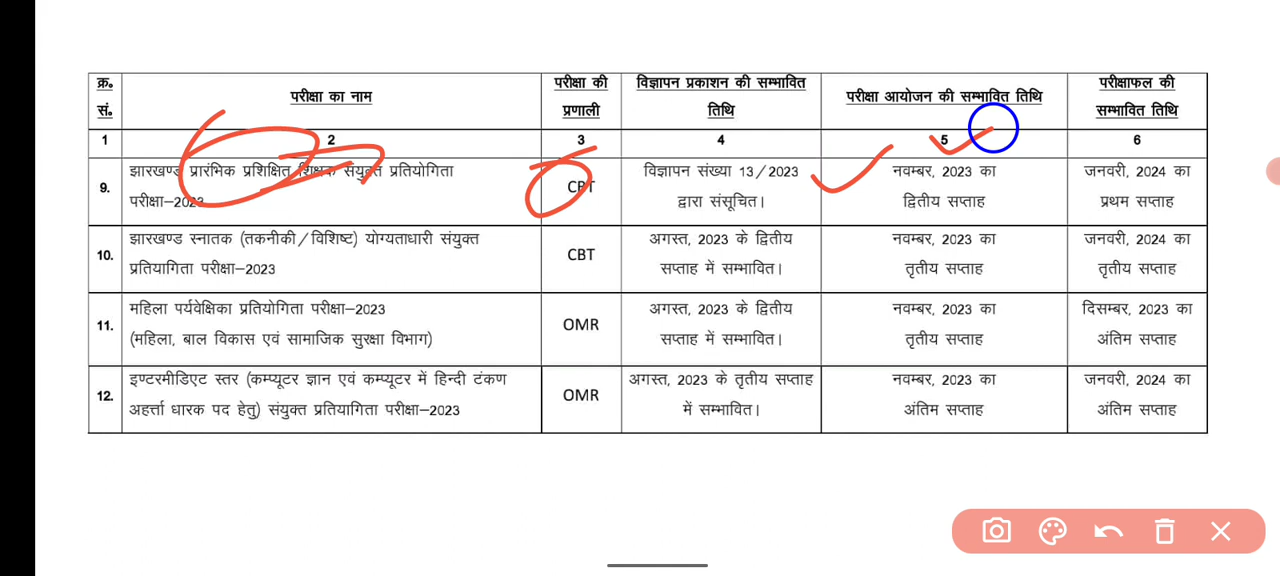 क्र० सं० परीक्षा का नाम परीक्षा की प्रणाली विज्ञापन प्रकाशन की सम्भावित तिथि परीक्षा आयोजन की सम्भावित तिथि परीक्षाफल की सम्भावित तिथि
1 2 3 4 5 6
9. झारखण्ड प्रारंभिक प्रशिक्षित शिक्षक संयुक्त प्रतियोगिता परीक्षा–2023 CBT विज्ञापन संख्या 13/2023 द्वारा संसूचित। नवम्बर, 2023 का द्वितीय सप्ताह जनवरी, 2024 का प्रथम सप्ताह
10. झारखण्ड स्नातक (तकनीकी/विशिष्ट) योग्यताधारी संयुक्त प्रतियागिता परीक्षा–2023 CBT अगस्त, 2023 के द्वितीय सप्ताह में सम्भावित। नवम्बर, 2023 का तृतीय सप्ताह जनवरी, 2024 का तृतीय सप्ताह
11. महिला पर्यवेक्षिका प्रतियोगिता परीक्षा–2023 (महिला, बाल विकास एवं सामाजिक सुरक्षा विभाग) OMR अगस्त, 2023 के द्वितीय सप्ताह में सम्भावित। नवम्बर, 2023 का तृतीय सप्ताह दिसम्बर, 2023 का अंतिम सप्ताह
12. इण्टरमीडिएट स्तर (कम्प्यूटर ज्ञान एवं कम्प्यूटर में हिन्दी टंकण अहर्त्ता धारक पद हेतु) संयुक्त प्रतियागिता परीक्षा–2023 OMR अगस्त, 2023 के तृतीय सप्ताह में सम्भावित। नवम्बर, 2023 का अंतिम सप्ताह जनवरी, 2024 का अंतिम सप्ताह